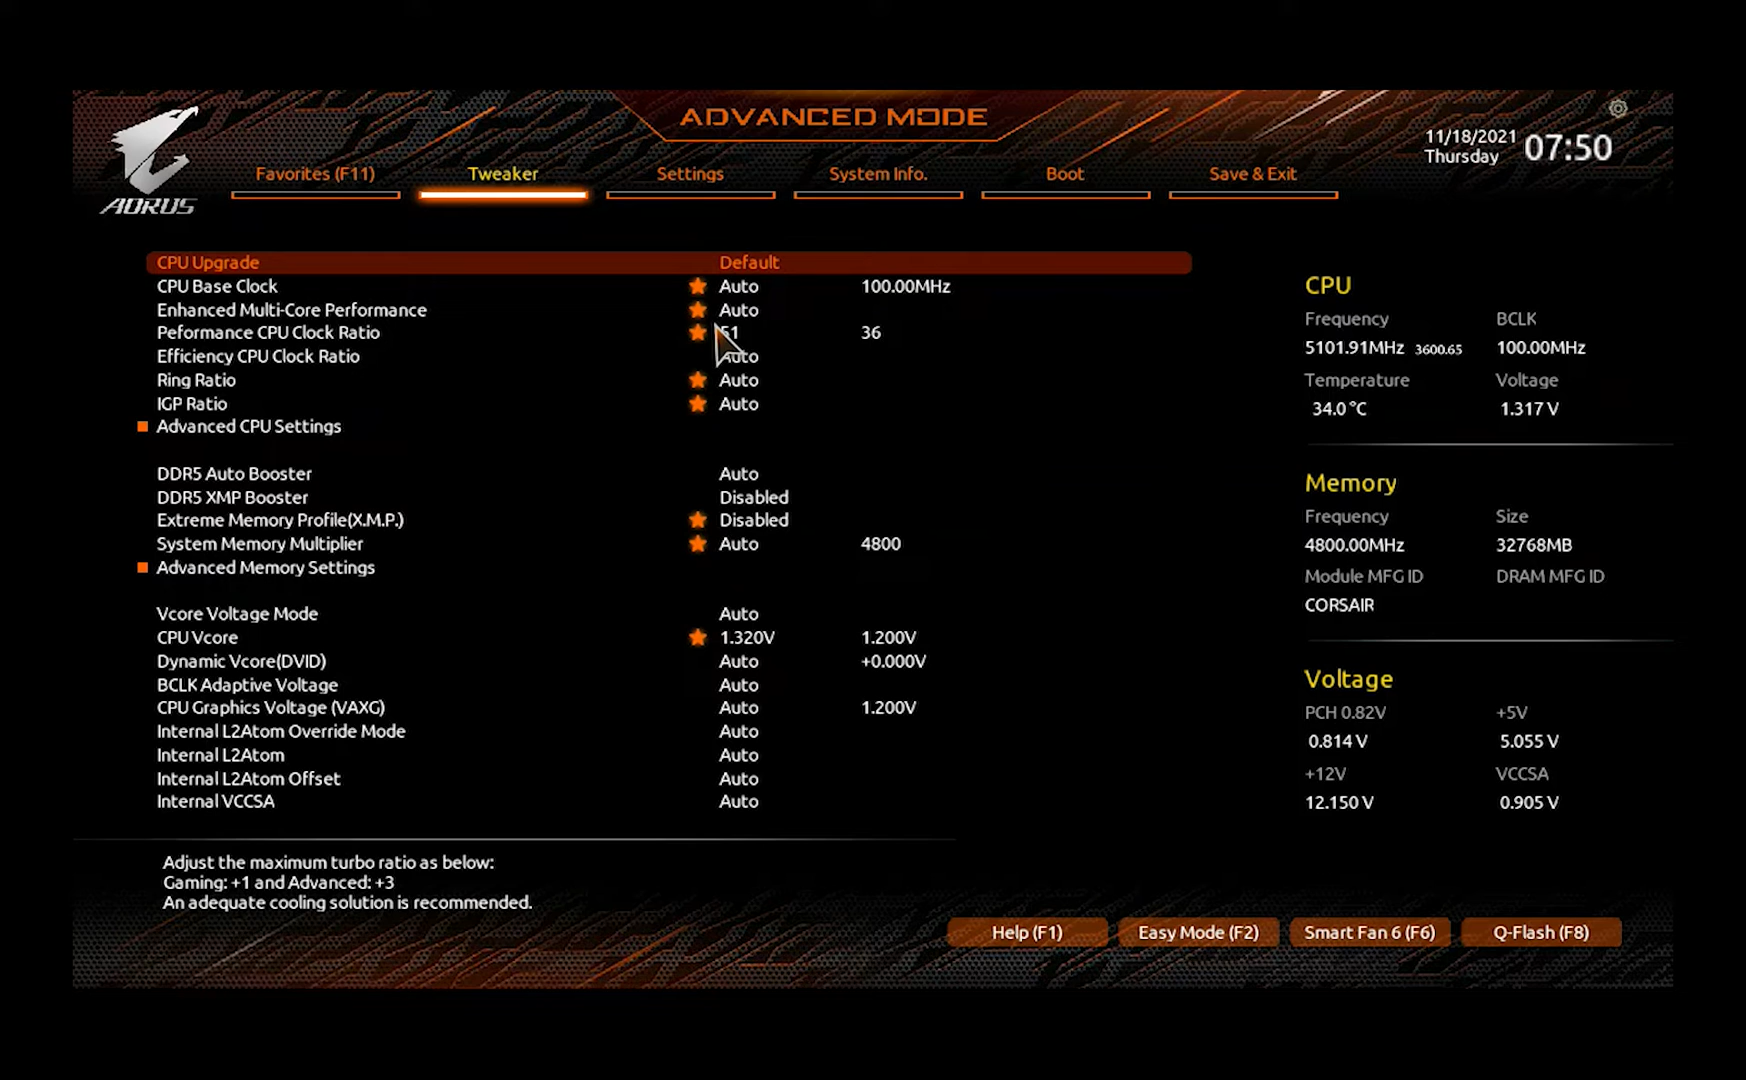 ADVANCED MODE
11/18/2021
Thursday
07:50
AORUS
Favorites (F11) Tweaker Settings System Info. Boot Save & Exit
CPU Upgrade Default
CPU Base Clock Auto 100.00MHz
Enhanced Multi-Core Performance Auto
Peformance CPU Clock Ratio 51 36
Efficiency CPU Clock Ratio Auto
Ring Ratio Auto
IGP Ratio Auto
Advanced CPU Settings
DDR5 Auto Booster Auto
DDR5 XMP Booster Disabled
Extreme Memory Profile(X.M.P.) Disabled
System Memory Multiplier Auto 4800
Advanced Memory Settings
Vcore Voltage Mode Auto
CPU Vcore 1.320V 1.200V
Dynamic Vcore(DVID) Auto +0.000V
BCLK Adaptive Voltage Auto
CPU Graphics Voltage (VAXG) Auto 1.200V
Internal L2Atom Override Mode Auto
Internal L2Atom Auto
Internal L2Atom Offset Auto
Internal VCCSA Auto
CPU
Frequency BCLK
5101.91MHz 3600.65 100.00MHz
Temperature Voltage
34.0 °C 1.317 V
Memory
Frequency Size
4800.00MHz 32768MB
Module MFG ID DRAM MFG ID
CORSAIR
Voltage
PCH 0.82V +5V
0.814 V 5.055 V
+12V VCCSA
12.150 V 0.905 V
Adjust the maximum turbo ratio as below:
Gaming: +1 and Advanced: +3
An adequate cooling solution is recommended.
Help (F1) Easy Mode (F2) Smart Fan 6 (F6) Q-Flash (F8)